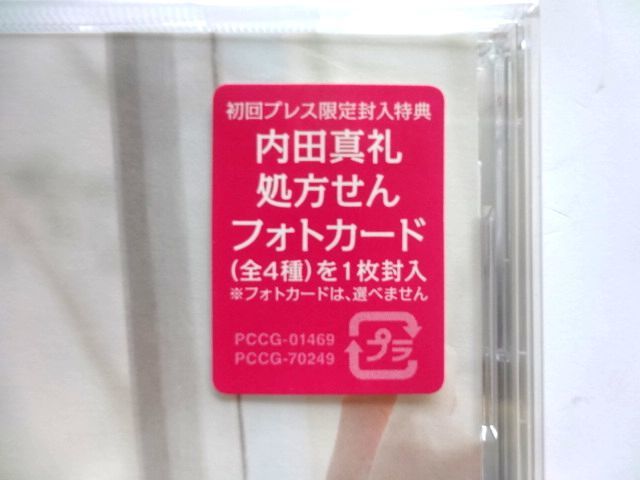 初回プレス限定封入特典
内田真礼
処方せん
フォトカード
(全4種)を1枚封入
※フォトカードは、選べません
PCCG-01469
PCCG-70249
プラ